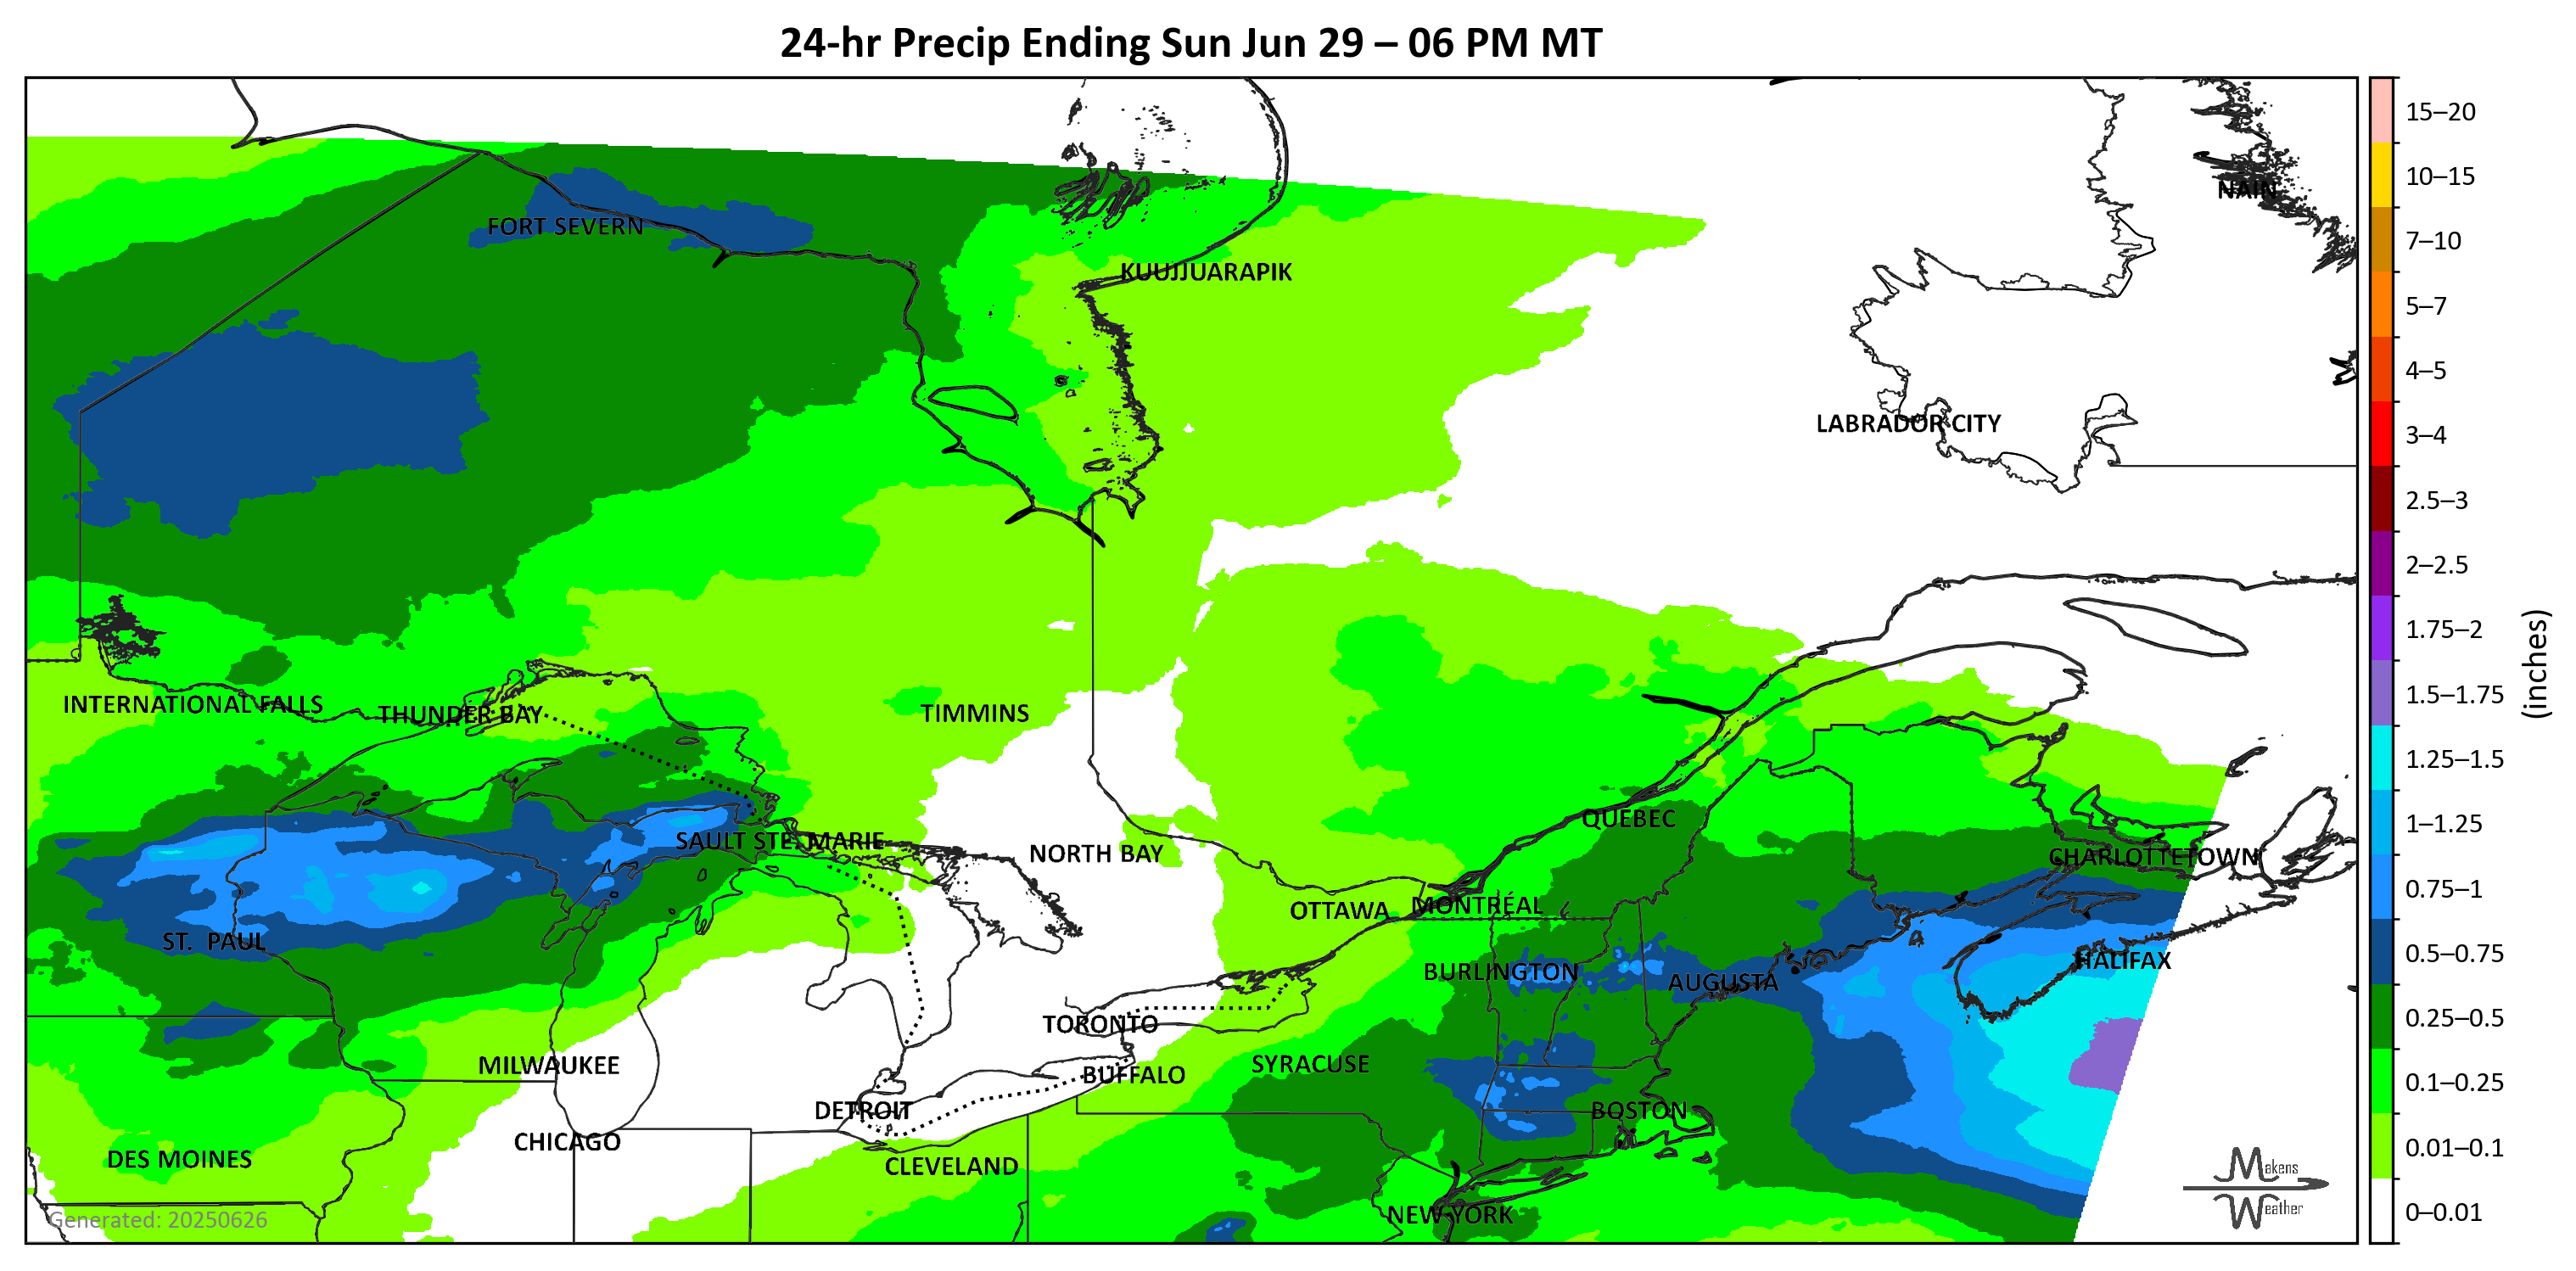 24-hr Precip Ending Sun Jun 29 – 06 PM MT
NAIN
FORT SEVERN
KUUJJUARAPIK
LABRADOR CITY
INTERNATIONAL FALLS
THUNDER BAY
TIMMINS
QUEBEC
SAULT STE. MARIE
NORTH BAY
CHARLOTTETOWN
OTTAWA
MONTRÉAL
ST. PAUL
HALIFAX
BURLINGTON
AUGUSTA
TORONTO
MILWAUKEE
SYRACUSE
BUFFALO
DETROIT
BOSTON
CHICAGO
DES MOINES
CLEVELAND
NEW YORK
Generated: 20250626
Makens
Weather
15–20
10–15
7–10
5–7
4–5
3–4
2.5–3
2–2.5
1.75–2
1.5–1.75
1.25–1.5
1–1.25
0.75–1
0.5–0.75
0.25–0.5
0.1–0.25
0.01–0.1
0–0.01
(inches)